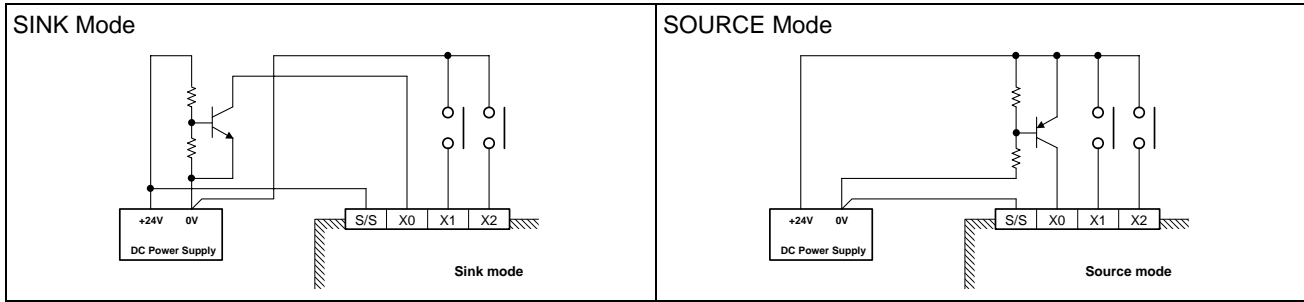 SINK Mode
+24V 0V
DC Power Supply
S/S X0 X1 X2
Sink mode
SOURCE Mode
+24V 0V
DC Power Supply
S/S X0 X1 X2
Source mode